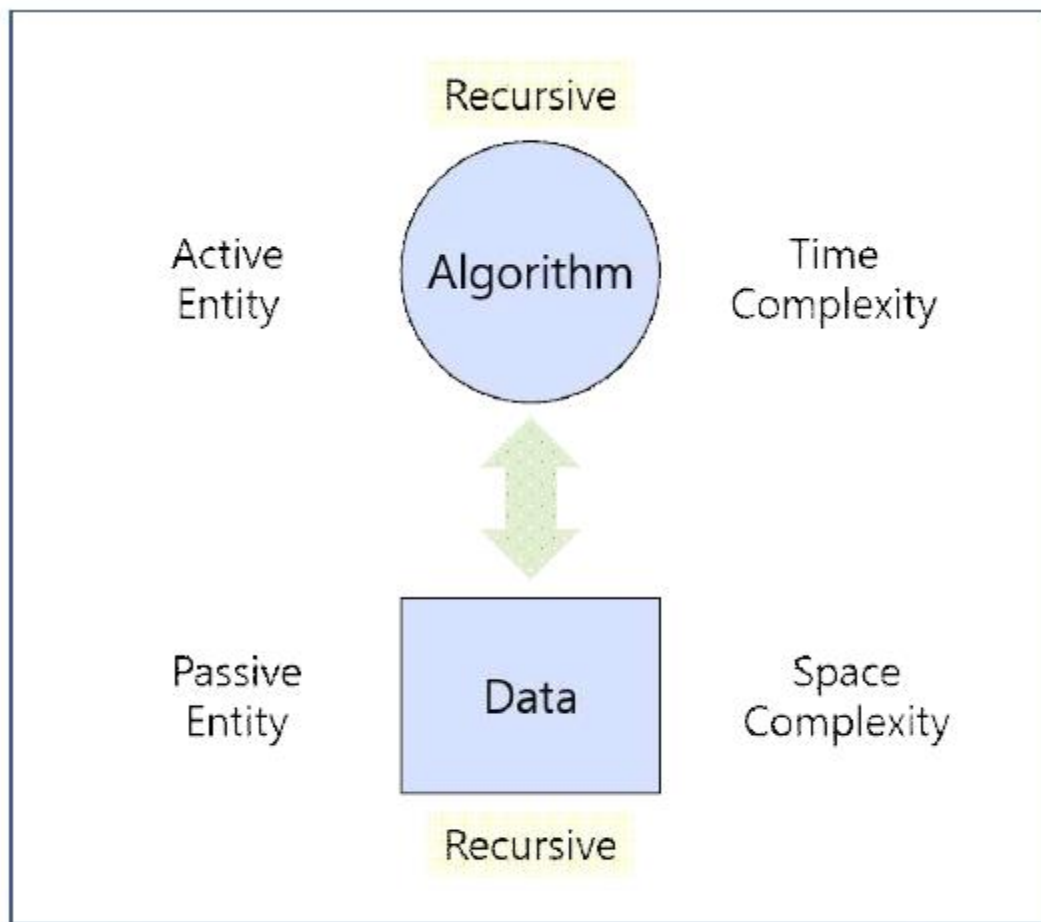 Recursive
Active
Entity
Algorithm
Time
Complexity
Passive
Entity
Data
Space
Complexity
Recursive